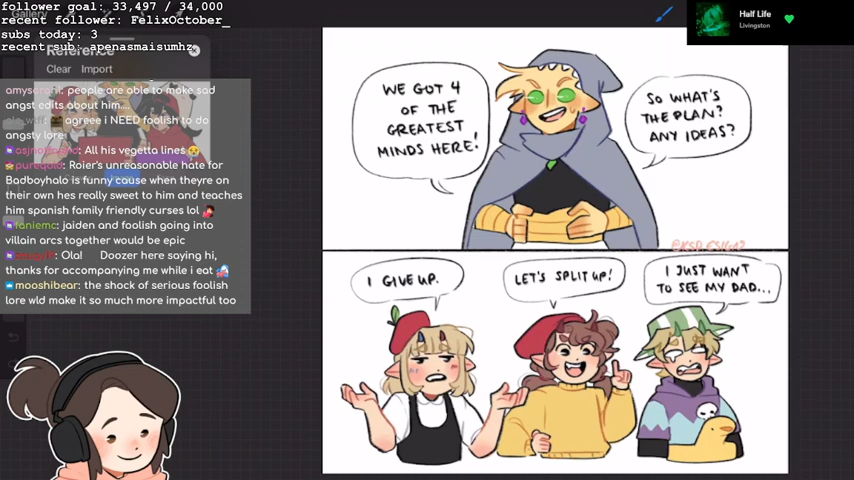 follower goal: 33,497 / 34,000
recent follower: FelixOctober_
subs today: 3
recent sub: apenasmaisumhz
Gallery
Reference
Clear Import
people are able to make sad
angst edits about him....
agreee i NEED foolish to do
angsty lore
All his vegetta lines
Roier's unreasonable hate for
Badboyhalo is funny cause when theyre on
their own hes really sweet to him and teaches
him spanish family friendly curses lol
faniemc: jaiden and foolish going into
villain arcs together would be epic
Ola! Doozer here saying hi,
thanks for accompanying me while i eat
mooshibear: the shock of serious foolish
lore wld make it so much more impactful too
Half Life
Livingston
WE GOT 4
OF THE
GREATEST
MINDS HERE!
SO WHAT'S
THE PLAN?
ANY IDEAS?
I GIVE UP.
LET'S SPLIT UP!
I JUST WANT
TO SEE MY DAD...